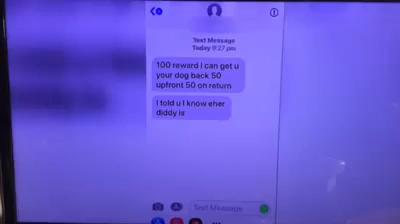 Text Message
Today 9:27 pm
100 reward I can get u
your dog back 50
upfront 50 on return
I told u I know eher
diddy is
Text Message